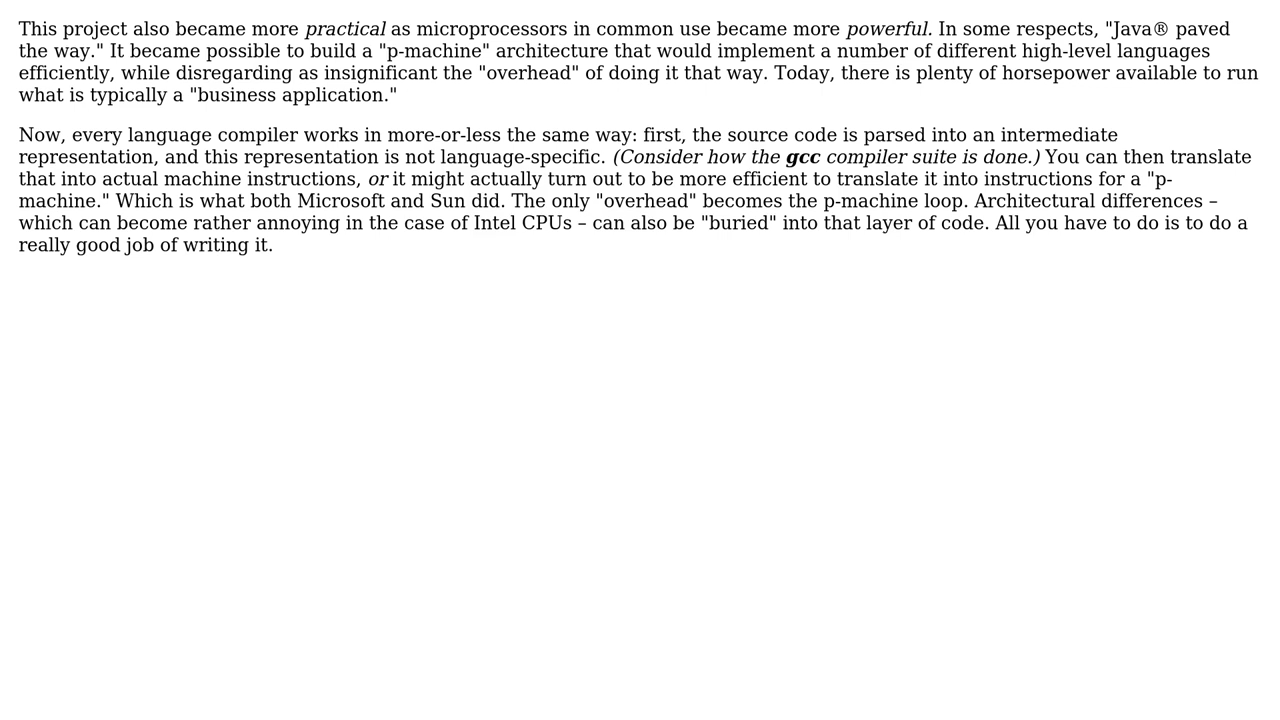 This project also became more practical as microprocessors in common use became more powerful. In some respects, "Java® paved
the way." It became possible to build a "p-machine" architecture that would implement a number of different high-level languages
efficiently, while disregarding as insignificant the "overhead" of doing it that way. Today, there is plenty of horsepower available to run
what is typically a "business application."
Now, every language compiler works in more-or-less the same way: first, the source code is parsed into an intermediate
representation, and this representation is not language-specific. (Consider how the gcc compiler suite is done.) You can then translate
that into actual machine instructions, or it might actually turn out to be more efficient to translate it into instructions for a "p-
machine." Which is what both Microsoft and Sun did. The only "overhead" becomes the p-machine loop. Architectural differences –
which can become rather annoying in the case of Intel CPUs – can also be "buried" into that layer of code. All you have to do is to do a
really good job of writing it.